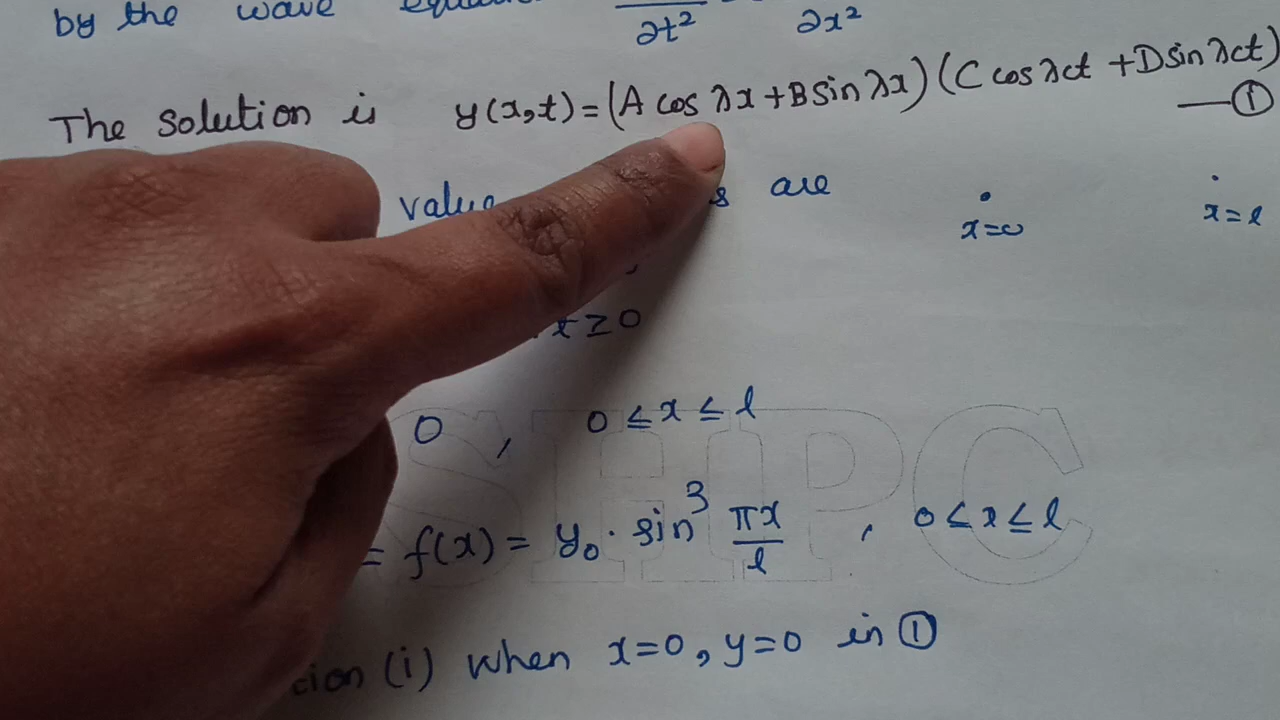 by the wave
∂t² ∂x²
The solution is y(x,t)=(A cos λx+B sin λx)(C cos λct +D sin λct)
—①
value are
x=0 x=l
t≥0
0 , 0≤x≤l
= f(x)= y₀· sin³ πx/l , 0<x≤l
(i) when x=0, y=0 in ①
SHPC